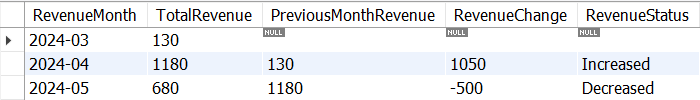 RevenueMonth TotalRevenue PreviousMonthRevenue RevenueChange RevenueStatus
2024-03 130 NULL NULL NULL
2024-04 1180 130 1050 Increased
2024-05 680 1180 -500 Decreased